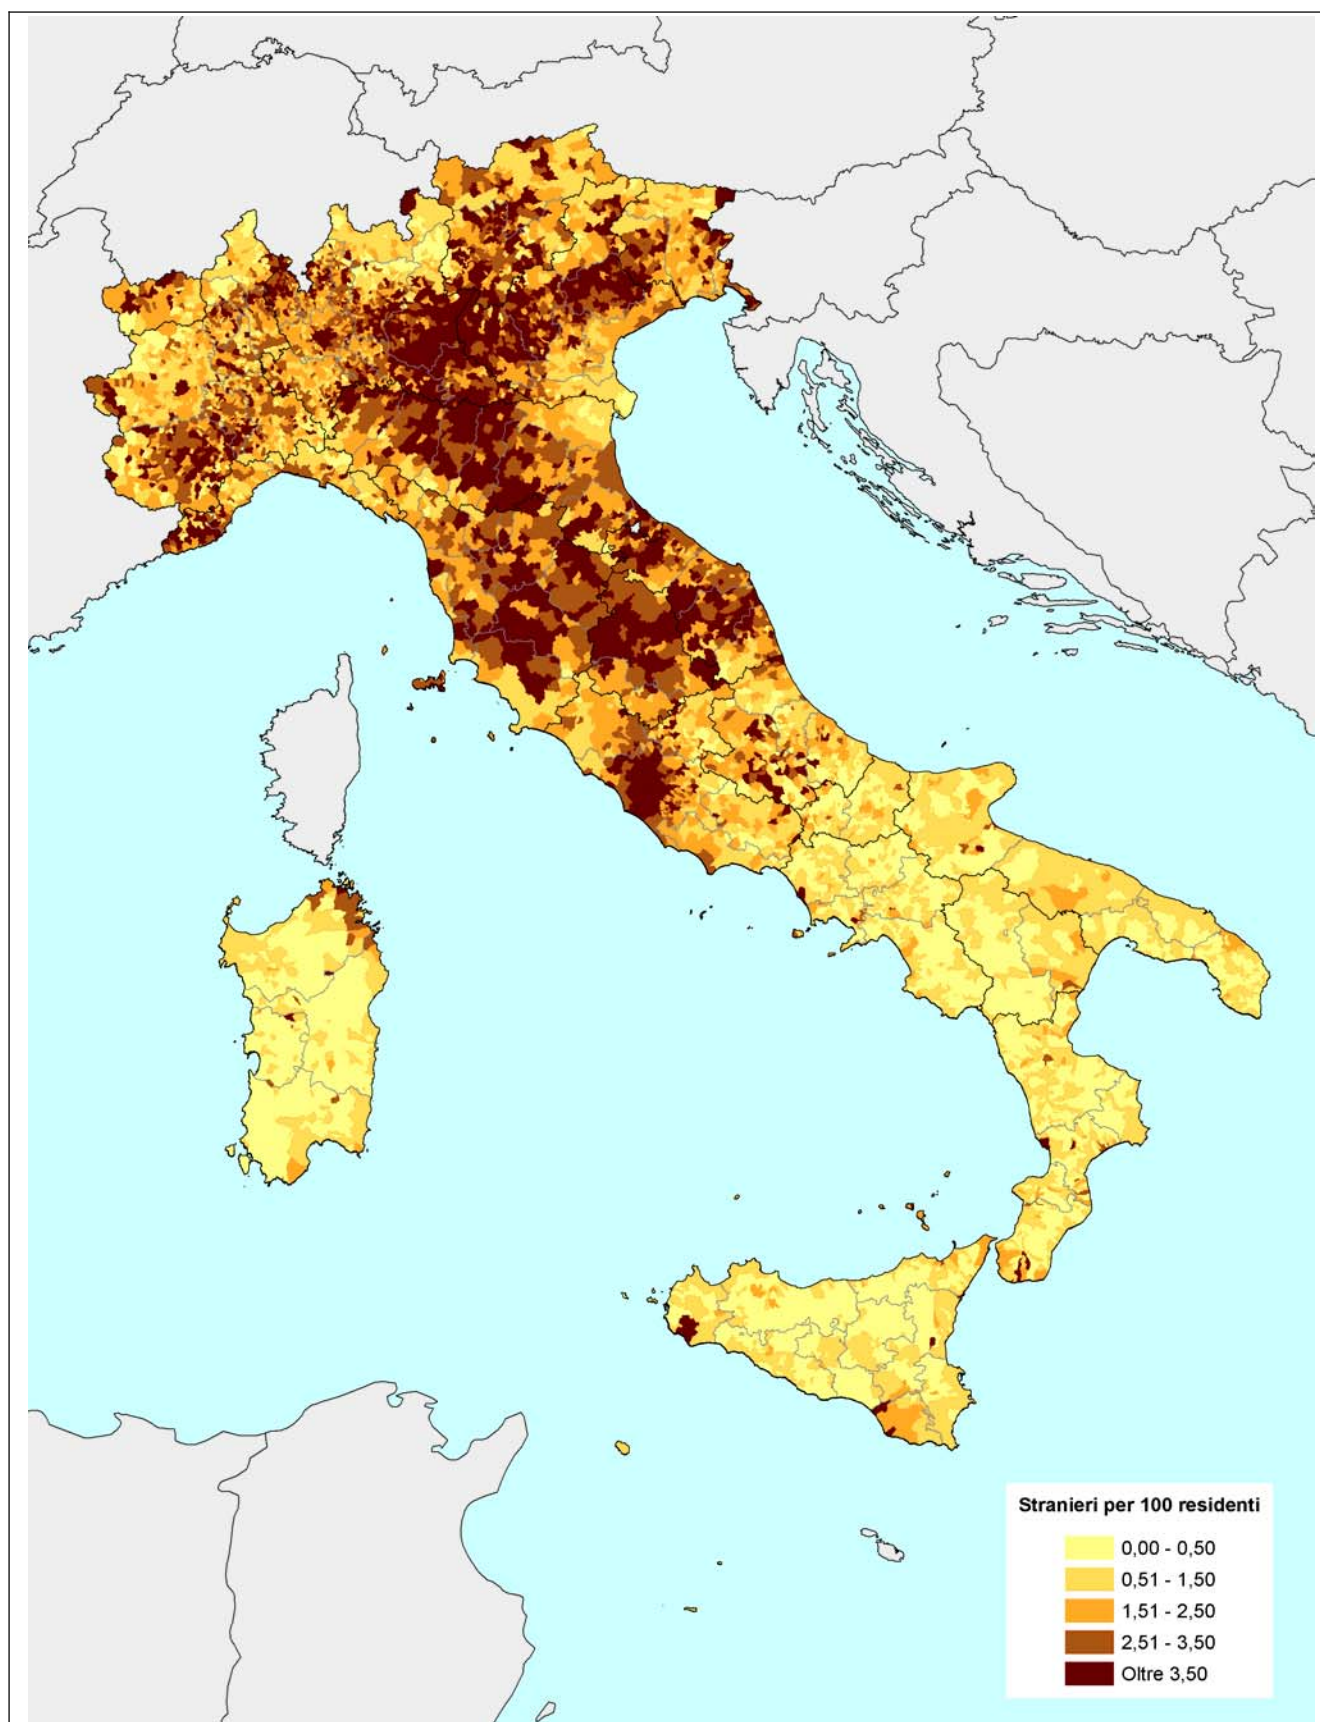 Stranieri per 100 residenti
0,00 - 0,50
0,51 - 1,50
1,51 - 2,50
2,51 - 3,50
Oltre 3,50